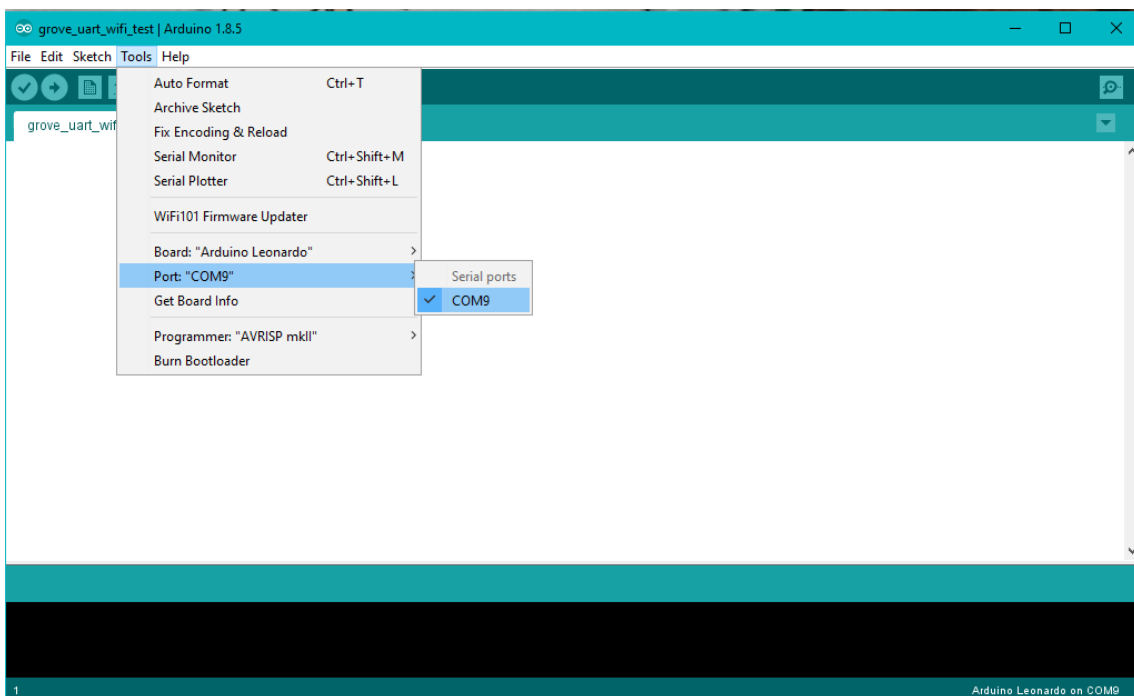 grove_uart_wifi_test | Arduino 1.8.5
File Edit Sketch Tools Help
grove_uart_wif
Auto Format Ctrl+T
Archive Sketch
Fix Encoding & Reload
Serial Monitor Ctrl+Shift+M
Serial Plotter Ctrl+Shift+L
WiFi101 Firmware Updater
Board: "Arduino Leonardo"
Port: "COM9"
Get Board Info
Programmer: "AVRISP mkII"
Burn Bootloader
Serial ports
COM9
1 Arduino Leonardo on COM9